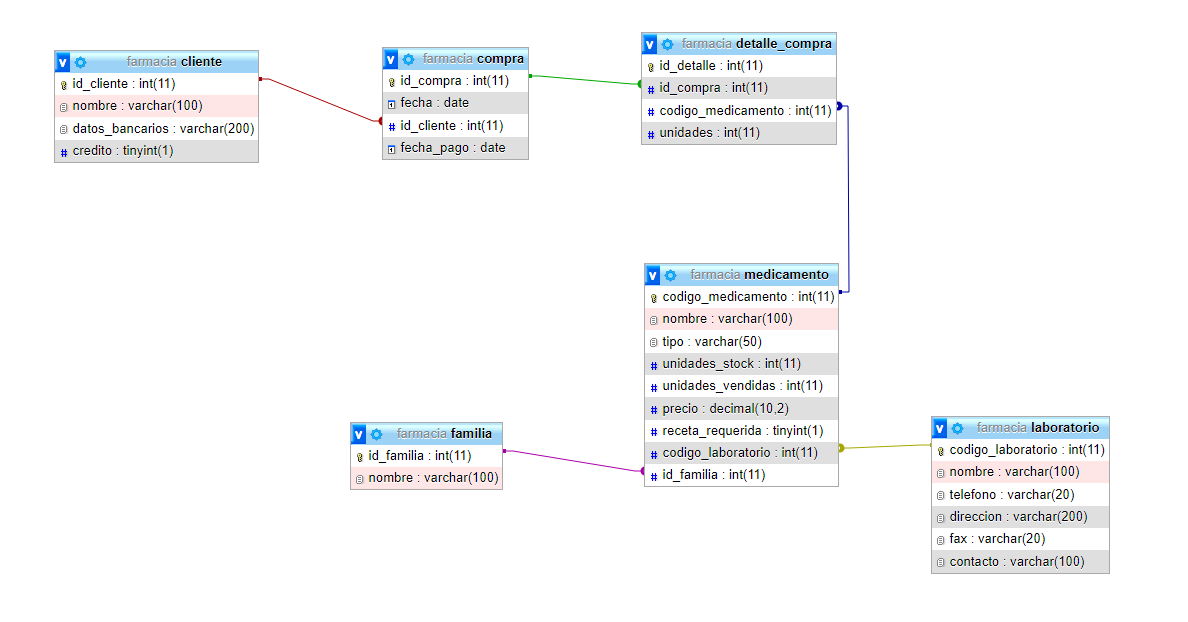 farmacia cliente
id_cliente : int(11)
nombre : varchar(100)
datos_bancarios : varchar(200)
credito : tinyint(1)
farmacia compra
id_compra : int(11)
fecha : date
id_cliente : int(11)
fecha_pago : date
farmacia detalle_compra
id_detalle : int(11)
id_compra : int(11)
codigo_medicamento : int(11)
unidades : int(11)
farmacia medicamento
codigo_medicamento : int(11)
nombre : varchar(100)
tipo : varchar(50)
unidades_stock : int(11)
unidades_vendidas : int(11)
precio : decimal(10,2)
receta_requerida : tinyint(1)
codigo_laboratorio : int(11)
id_familia : int(11)
farmacia familia
id_familia : int(11)
nombre : varchar(100)
farmacia laboratorio
codigo_laboratorio : int(11)
nombre : varchar(100)
telefono : varchar(20)
direccion : varchar(200)
fax : varchar(20)
contacto : varchar(100)